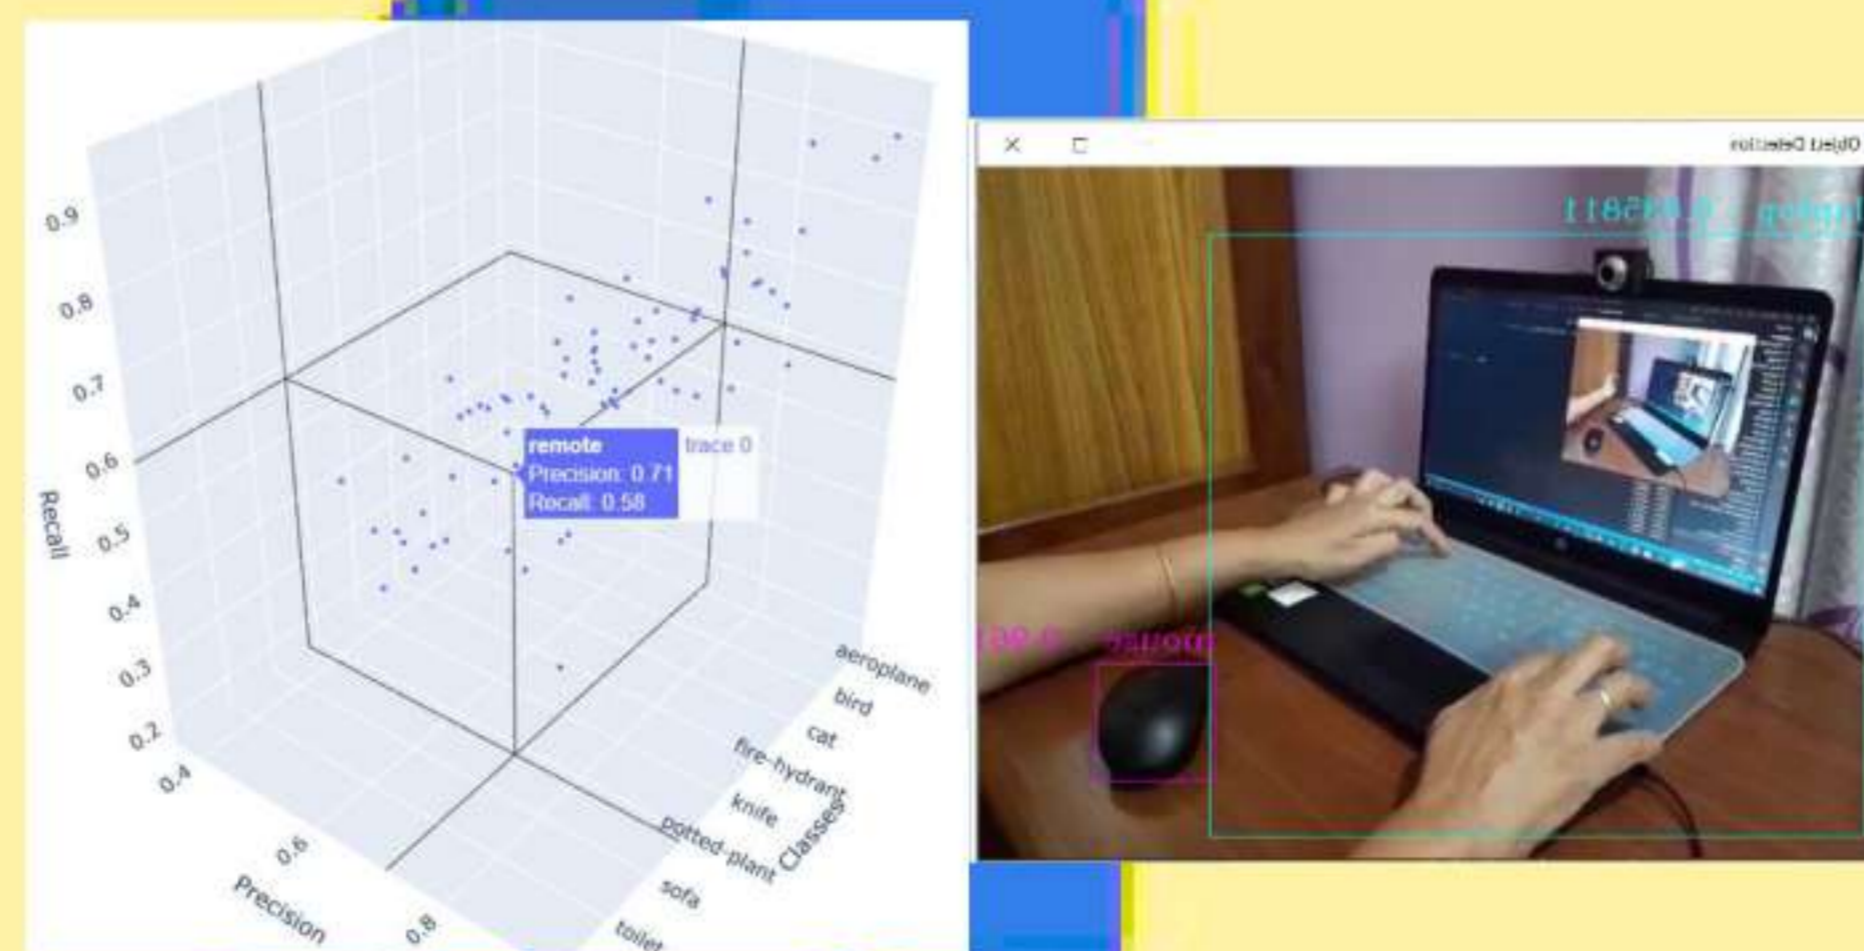 0.9
0.8
0.7
0.6
0.5
0.4
0.3
0.2
Recall
remote
Precision: 0.71
Recall: 0.58
trace 0
0.4
0.6
0.8
Precision
aeroplane
bird
cat
fire-hydrant
knife
potted-plant
sofa
toilet
Classes
Object Detection
mouse